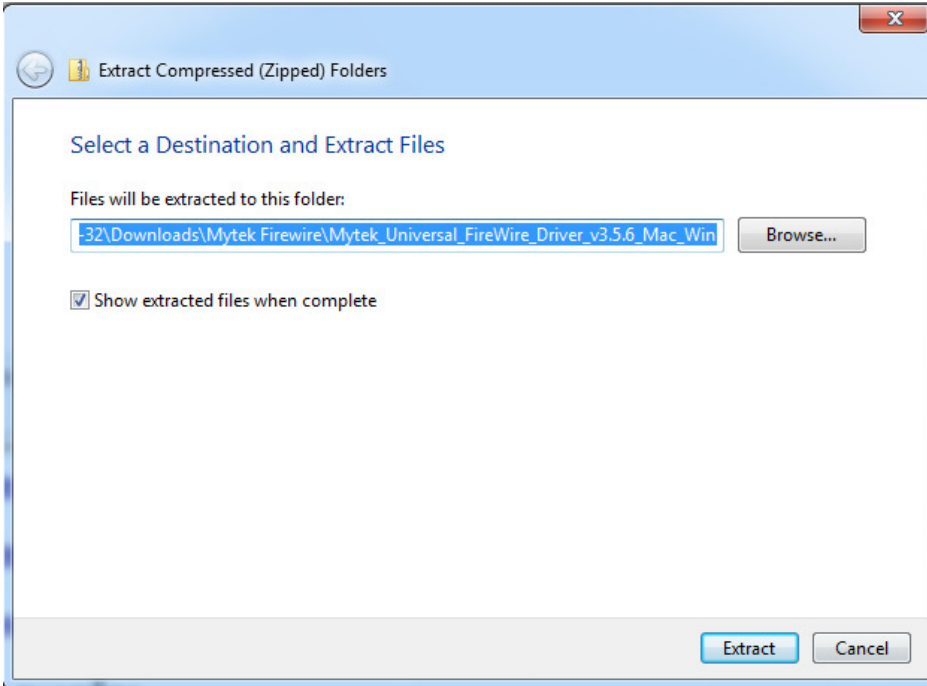 Extract Compressed (Zipped) Folders
Select a Destination and Extract Files
Files will be extracted to this folder:
-32\Downloads\Mytek Firewire\Mytek_Universal_FireWire_Driver_v3.5.6_Mac_Win
Browse...
Show extracted files when complete
Extract
Cancel